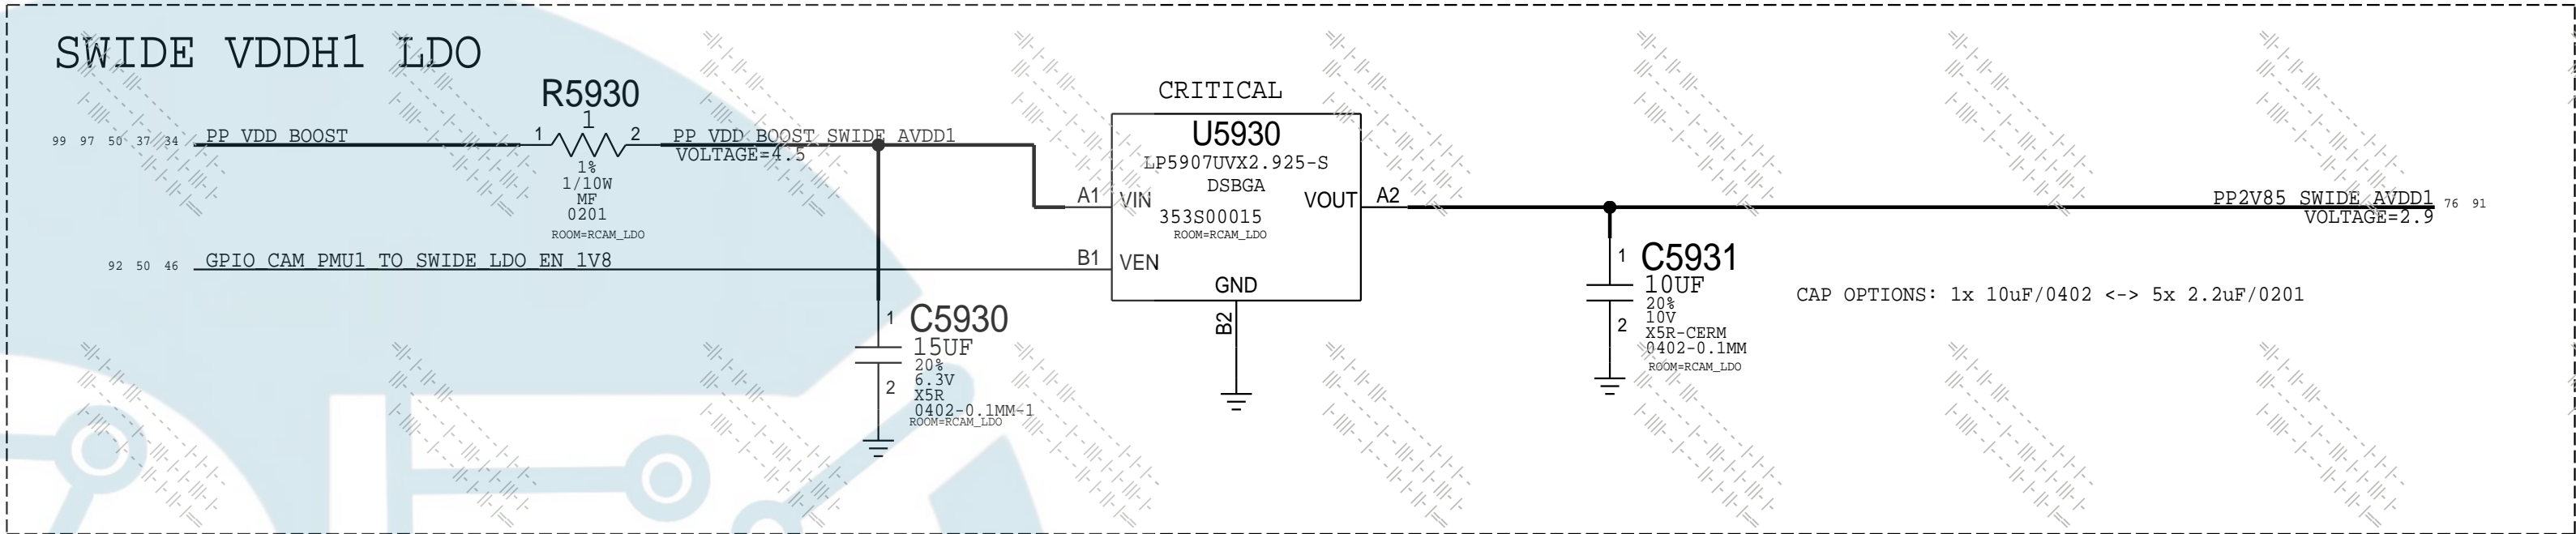 SWIDE VDDH1 LDO
R5930
1
99 97 50 37 34 PP_VDD_BOOST 1 2 PP_VDD_BOOST_SWIDE_AVDD1
VOLTAGE=4.5
1%
1/10W
MF
0201
ROOM=RCAM_LDO
92 50 46 GPIO_CAM_PMU1_TO_SWIDE_LDO_EN_1V8
C5930
1
15UF
20%
6.3V
2
X5R
0402-0.1MM-1
ROOM=RCAM_LDO
CRITICAL
U5930
LP5907UVX2.925-S
DSBGA
A1 VIN VOUT A2
353S00015
ROOM=RCAM_LDO
B1 VEN
GND
B2
PP2V85_SWIDE_AVDD1 76 91
VOLTAGE=2.9
1 C5931
10UF
20%
10V
2 X5R-CERM
0402-0.1MM
ROOM=RCAM_LDO
CAP OPTIONS: 1x 10uF/0402 <-> 5x 2.2uF/0201